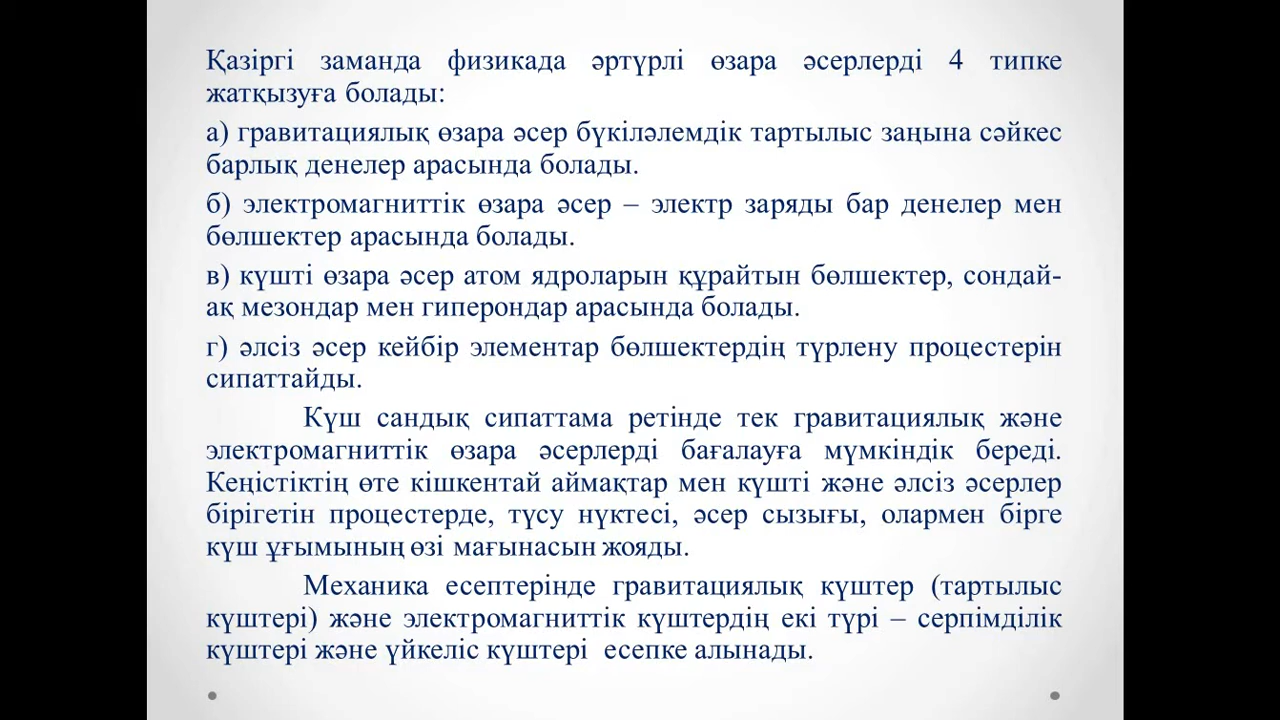 Қазіргі заманда физикада әртүрлі өзара әсерлерді 4 типке
жатқызуға болады:
а) гравитациялық өзара әсер бүкіләлемдік тартылыс заңына сәйкес
барлық денелер арасында болады.
б) электромагниттік өзара әсер – электр заряды бар денелер мен
бөлшектер арасында болады.
в) күшті өзара әсер атом ядроларын құрайтын бөлшектер, сондай-
ақ мезондар мен гиперондар арасында болады.
г) әлсіз әсер кейбір элементар бөлшектердің түрлену процестерін
сипаттайды.
Күш сандық сипаттама ретінде тек гравитациялық және
электромагниттік өзара әсерлерді бағалауға мүмкіндік береді.
Кеңістіктің өте кішкентай аймақтар мен күшті және әлсіз әсерлер
бірігетін процестерде, түсу нүктесі, әсер сызығы, олармен бірге
күш ұғымының өзі мағынасын жояды.
Механика есептерінде гравитациялық күштер (тартылыс
күштері) және электромагниттік күштердің екі түрі – серпімділік
күштері және үйкеліс күштері есепке алынады.